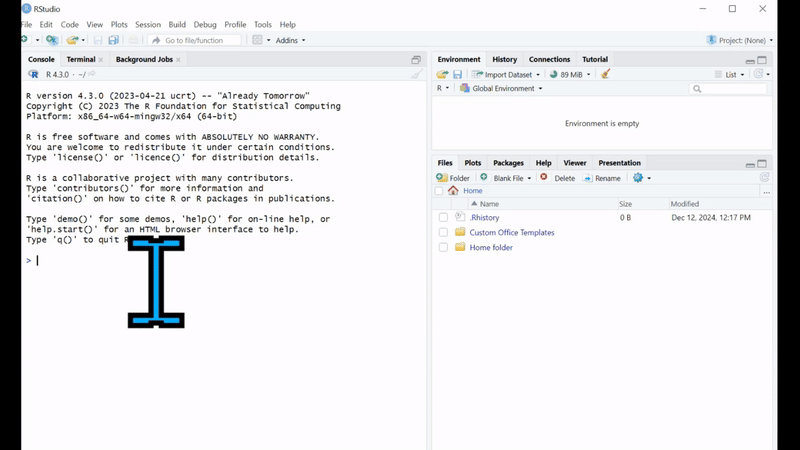 RStudio
File Edit Code View Plots Session Build Debug Profile Tools Help
Go to file/function Addins Project: (None)
Console Terminal Background Jobs
R 4.3.0 · ~/
R version 4.3.0 (2023-04-21 ucrt) -- "Already Tomorrow"
Copyright (C) 2023 The R Foundation for Statistical Computing
Platform: x86_64-w64-mingw32/x64 (64-bit)
R is free software and comes with ABSOLUTELY NO WARRANTY.
You are welcome to redistribute it under certain conditions.
Type 'license()' or 'licence()' for distribution details.
R is a collaborative project with many contributors.
Type 'contributors()' for more information and
'citation()' on how to cite R or R packages in publications.
Type 'demo()' for some demos, 'help()' for on-line help, or
'help.start()' for an HTML browser interface to help.
Type 'q()' to quit R
>
Environment History Connections Tutorial
Import Dataset 89 MiB List
R Global Environment
Environment is empty
Files Plots Packages Help Viewer Presentation
Folder Blank File Delete Rename
Home ...
Name Size Modified
.Rhistory 0 B Dec 12, 2024, 12:17 PM
Custom Office Templates
Home folder